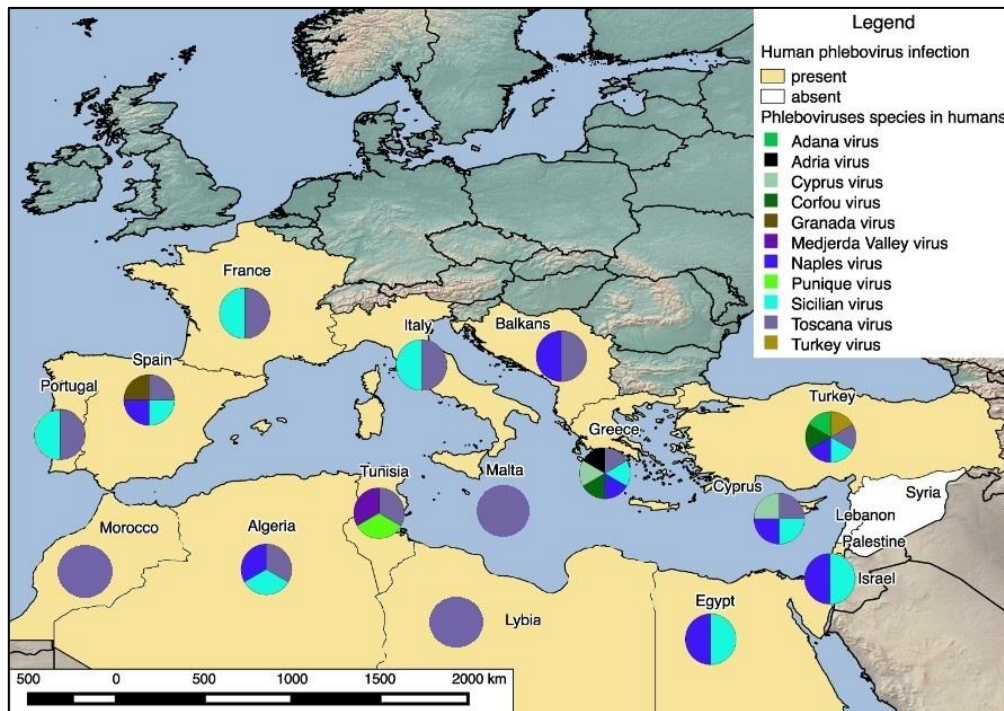 Legend
Human phlebovirus infection
present
absent
Phleboviruses species in humans
Adana virus
Adria virus
Cyprus virus
Corfou virus
Granada virus
Medjerda Valley virus
Naples virus
Punique virus
Sicilian virus
Toscana virus
Turkey virus
France
Italy
Balkans
Spain
Portugal
Turkey
Greece
Tunisia
Malta
Cyprus
Syria
Lebanon
Palestine
Israel
Morocco
Algeria
Lybia
Egypt
500 0 500 1000 1500 2000 km